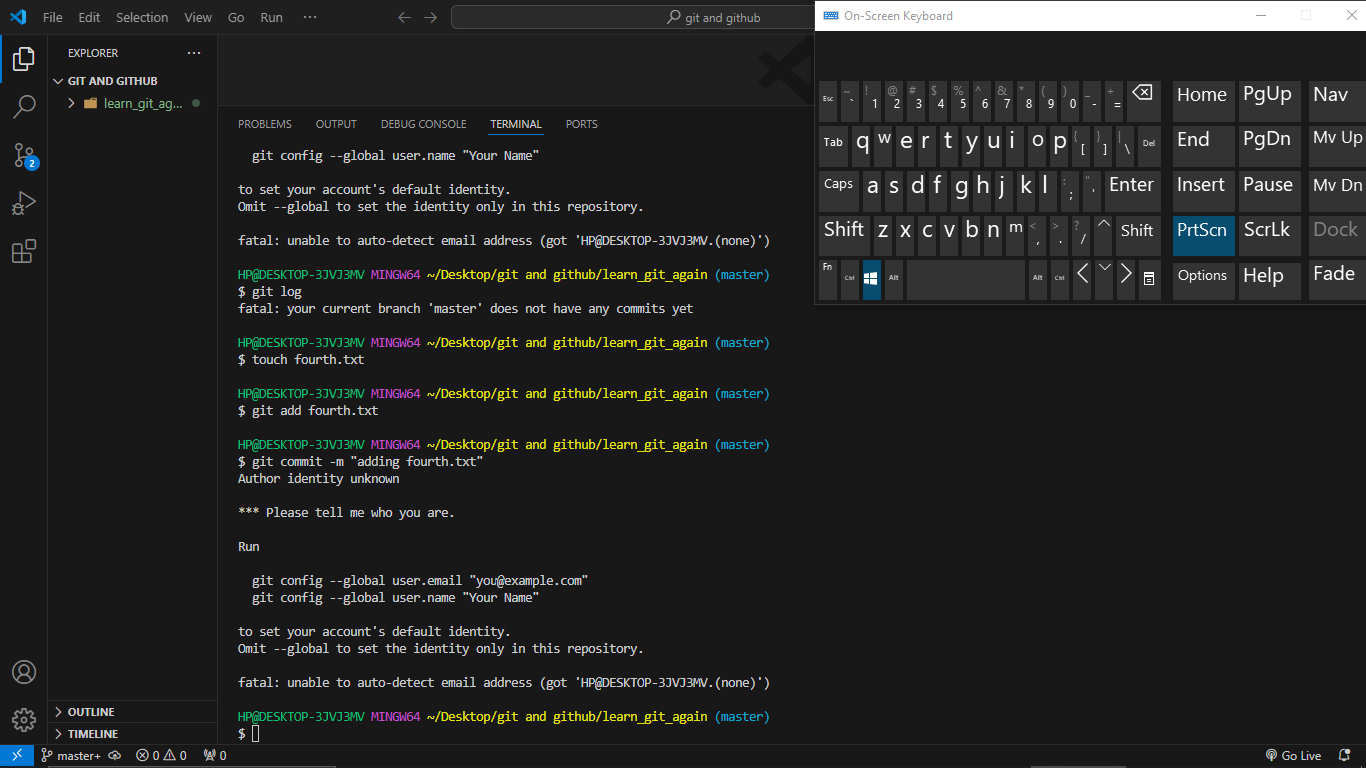 File Edit Selection View Go Run ···
git and github
On-Screen Keyboard
EXPLORER ···
GIT AND GITHUB
learn_git_ag...
2
PROBLEMS OUTPUT DEBUG CONSOLE TERMINAL PORTS
git config --global user.name "Your Name"
to set your account's default identity.
Omit --global to set the identity only in this repository.
fatal: unable to auto-detect email address (got 'HP@DESKTOP-3JVJ3MV.(none)')
HP@DESKTOP-3JVJ3MV MINGW64 ~/Desktop/git and github/learn_git_again (master)
$ git log
fatal: your current branch 'master' does not have any commits yet
HP@DESKTOP-3JVJ3MV MINGW64 ~/Desktop/git and github/learn_git_again (master)
$ touch fourth.txt
HP@DESKTOP-3JVJ3MV MINGW64 ~/Desktop/git and github/learn_git_again (master)
$ git add fourth.txt
HP@DESKTOP-3JVJ3MV MINGW64 ~/Desktop/git and github/learn_git_again (master)
$ git commit -m "adding fourth.txt"
Author identity unknown
*** Please tell me who you are.
Run
git config --global user.email "you@example.com"
git config --global user.name "Your Name"
to set your account's default identity.
Omit --global to set the identity only in this repository.
fatal: unable to auto-detect email address (got 'HP@DESKTOP-3JVJ3MV.(none)')
HP@DESKTOP-3JVJ3MV MINGW64 ~/Desktop/git and github/learn_git_again (master)
$
Esc ~ ` ! 1 @ 2 # 3 $ 4 % 5 ^ 6 & 7 * 8 ( 9 ) 0 _ - + = Home PgUp Nav
Tab q w e r t y u i o p { [ } ] | \ Del End PgDn Mv Up
Caps a s d f g h j k l : ; " ' Enter Insert Pause Mv Dn
Shift z x c v b n m < , > . ? / ^ Shift PrtScn ScrLk Dock
Fn Ctrl Alt Alt Ctrl Options Help Fade
OUTLINE
TIMELINE
master+ 0 0 0 Go Live